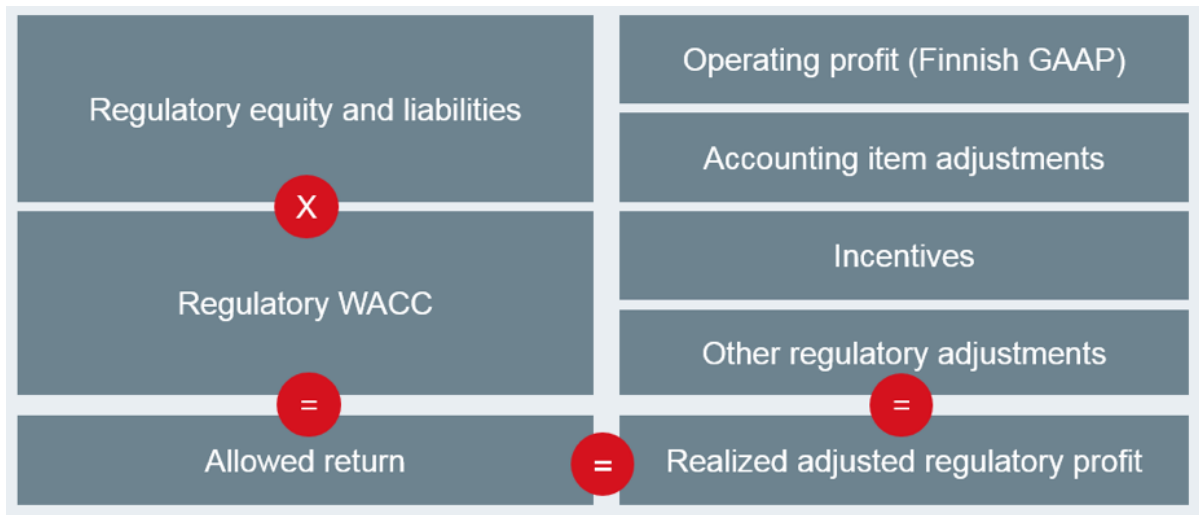 Regulatory equity and liabilities
X
Regulatory WACC
=
Allowed return
=
Operating profit (Finnish GAAP)
Accounting item adjustments
Incentives
Other regulatory adjustments
=
Realized adjusted regulatory profit